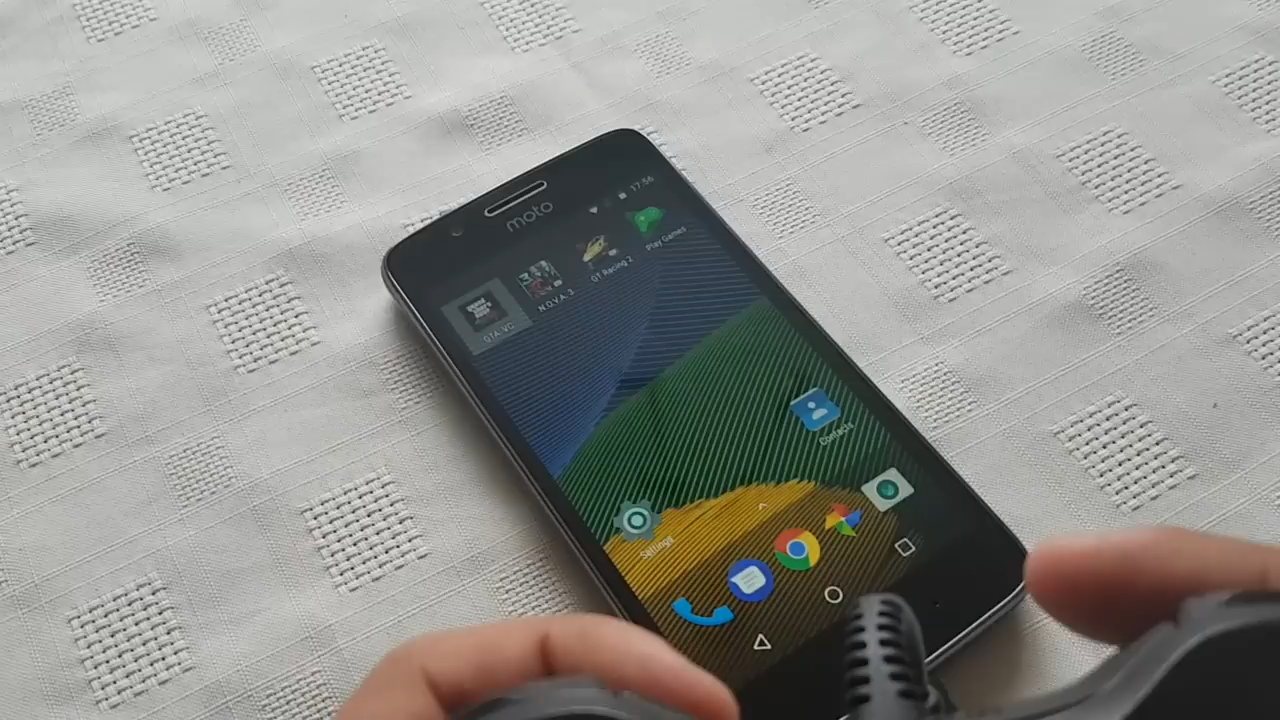 moto
17:56
GTA: VC
N.O.V.A. 3
GT Racing 2
Play Games
Contacts
Settings